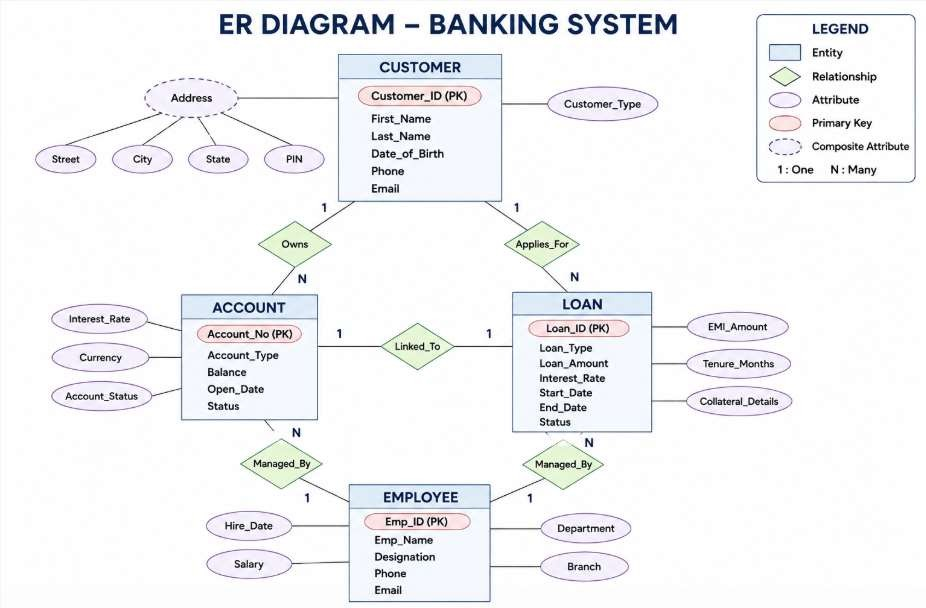 ER DIAGRAM – BANKING SYSTEM
LEGEND
Entity
Relationship
Attribute
Primary Key
Composite Attribute
1 : One N : Many
CUSTOMER
Customer_ID (PK)
First_Name
Last_Name
Date_of_Birth
Phone
Email
Address
Street
City
State
PIN
Customer_Type
1
Owns
N
1
Applies_For
N
ACCOUNT
Account_No (PK)
Account_Type
Balance
Open_Date
Status
Interest_Rate
Currency
Account_Status
1
Linked_To
1
LOAN
Loan_ID (PK)
Loan_Type
Loan_Amount
Interest_Rate
Start_Date
End_Date
Status
EMI_Amount
Tenure_Months
Collateral_Details
N
Managed_By
1
N
Managed_By
1
EMPLOYEE
Emp_ID (PK)
Emp_Name
Designation
Phone
Email
Hire_Date
Salary
Department
Branch